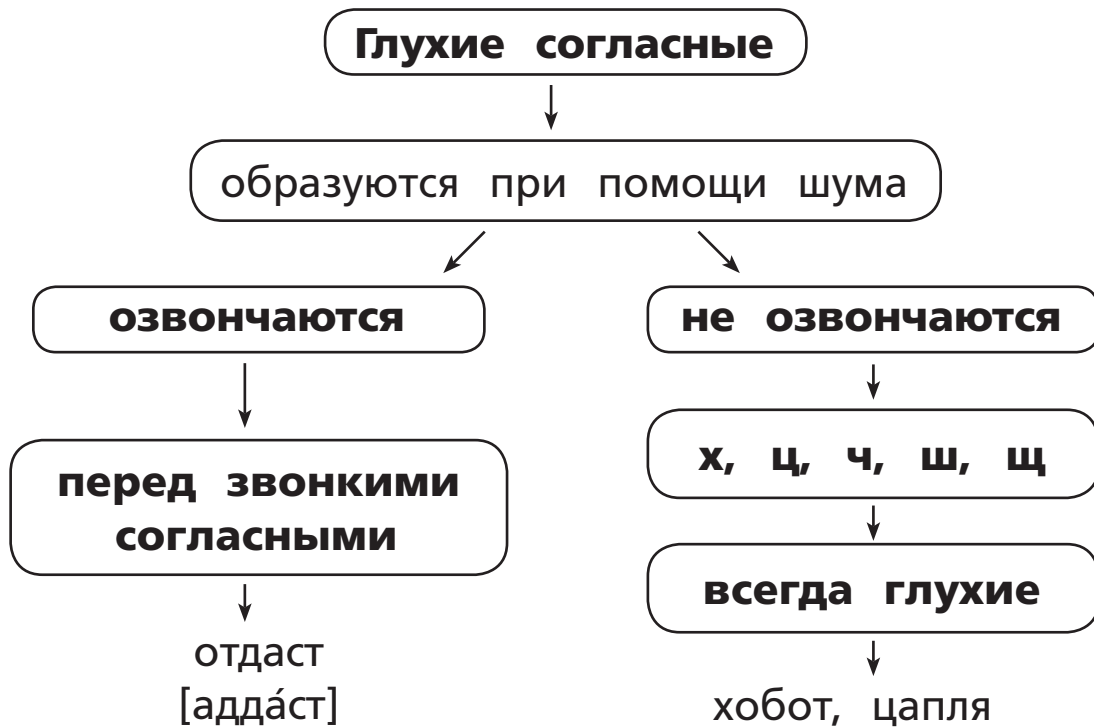 Глухие согласные
образуются при помощи шума
озвончаются
перед звонкими
согласными
отдаст
[адда́ст]
не озвончаются
х, ц, ч, ш, щ
всегда глухие
хобот, цапля